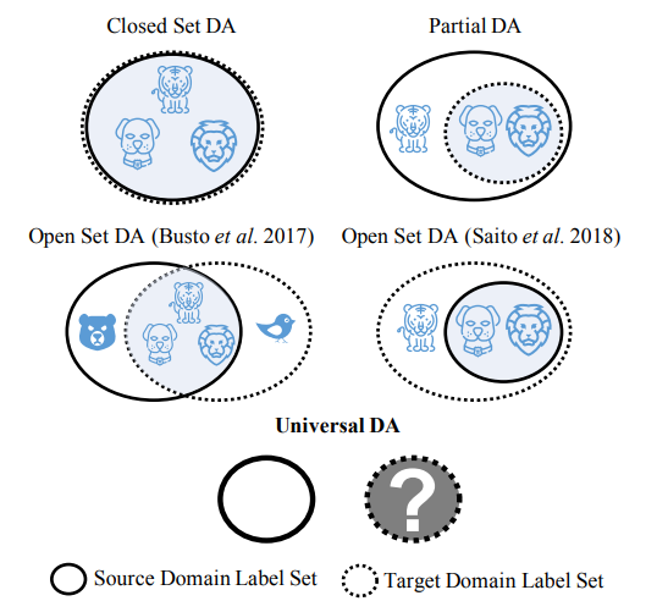 Closed Set DA
Partial DA
Open Set DA (Busto et al. 2017)
Open Set DA (Saito et al. 2018)
Universal DA
?
Source Domain Label Set
Target Domain Label Set